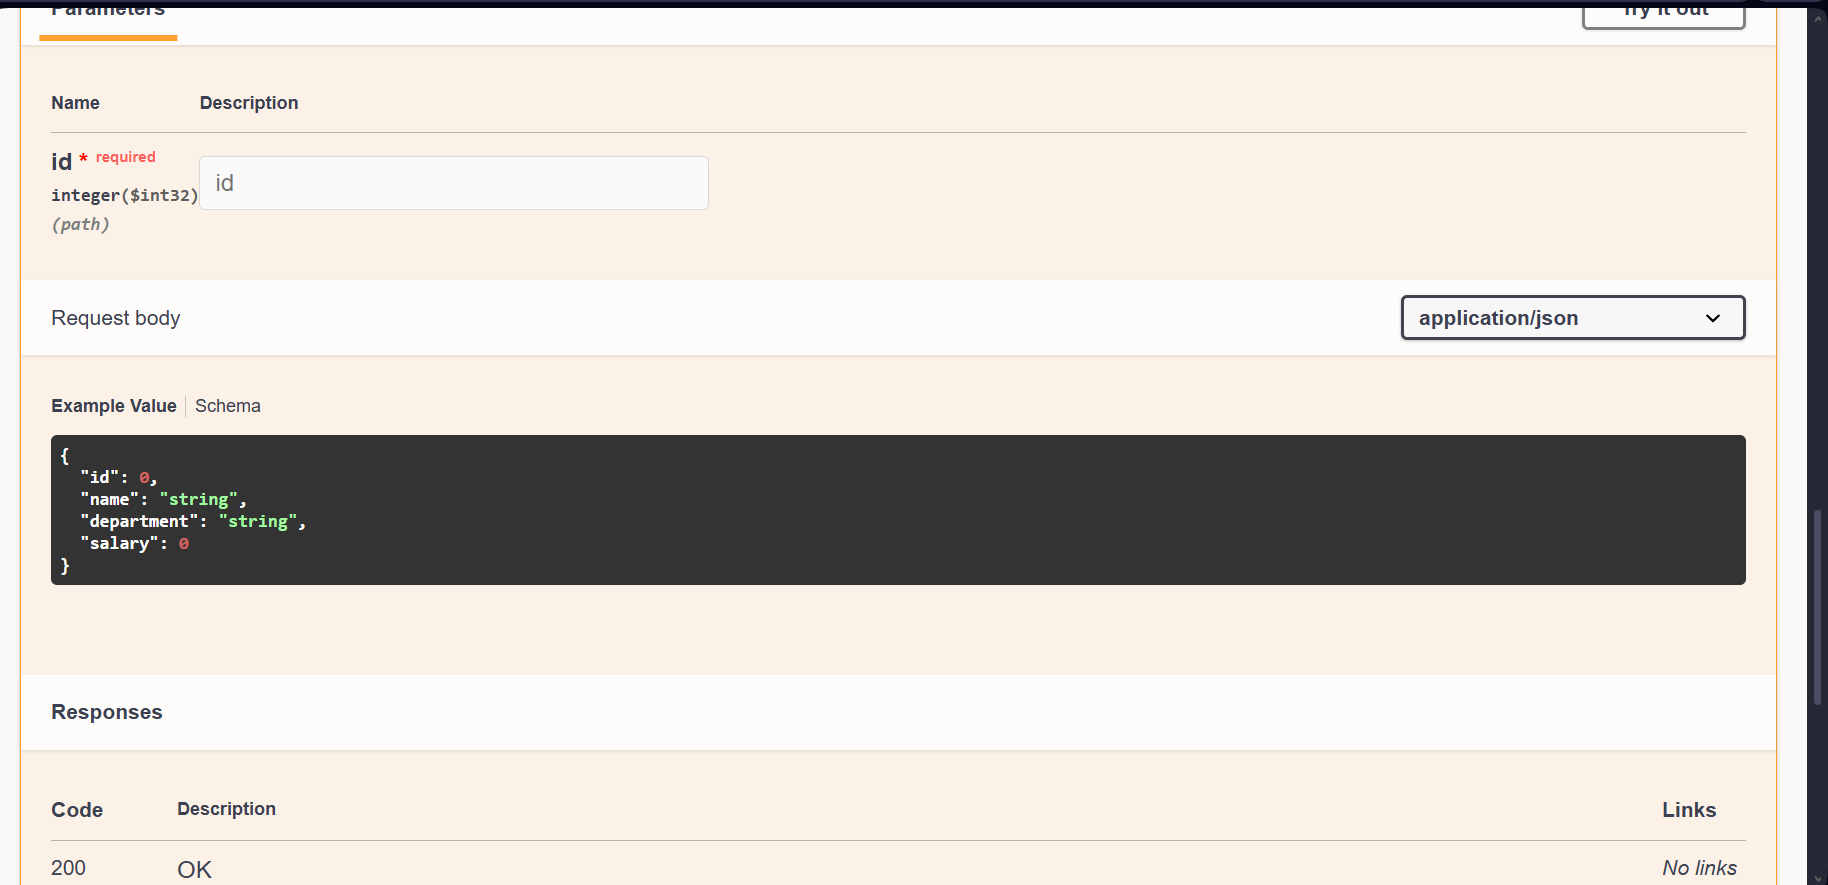 Parameters
Try it out
Name Description
id * required
id
integer($int32)
(path)
Request body
application/json
Example Value Schema
{
  "id": 0,
  "name": "string",
  "department": "string",
  "salary": 0
}
Responses
Code Description Links
200 OK No links